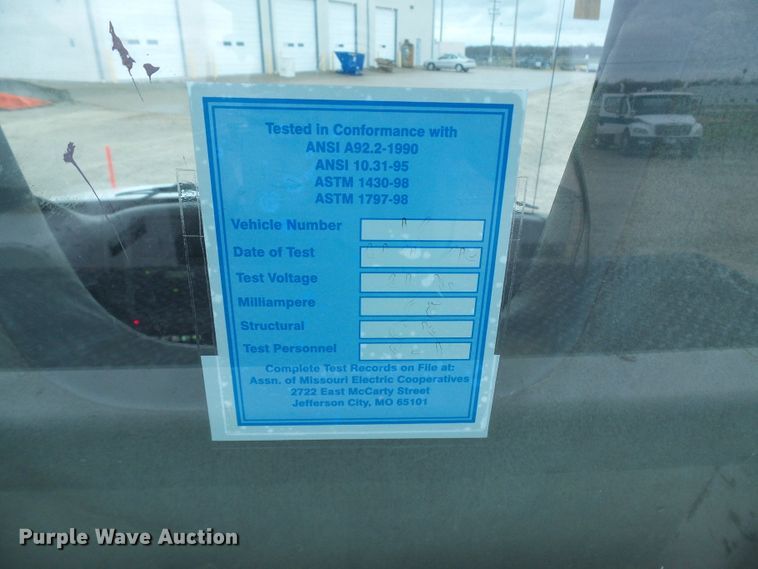 Tested in Conformance with
ANSI A92.2-1990
ANSI 10.31-95
ASTM 1430-98
ASTM 1797-98
Vehicle Number
Date of Test
Test Voltage
Milliampere
Structural
Test Personnel
Complete Test Records on File at:
Assn. of Missouri Electric Cooperatives
2722 East McCarty Street
Jefferson City, MO 65101
Purple Wave Auction